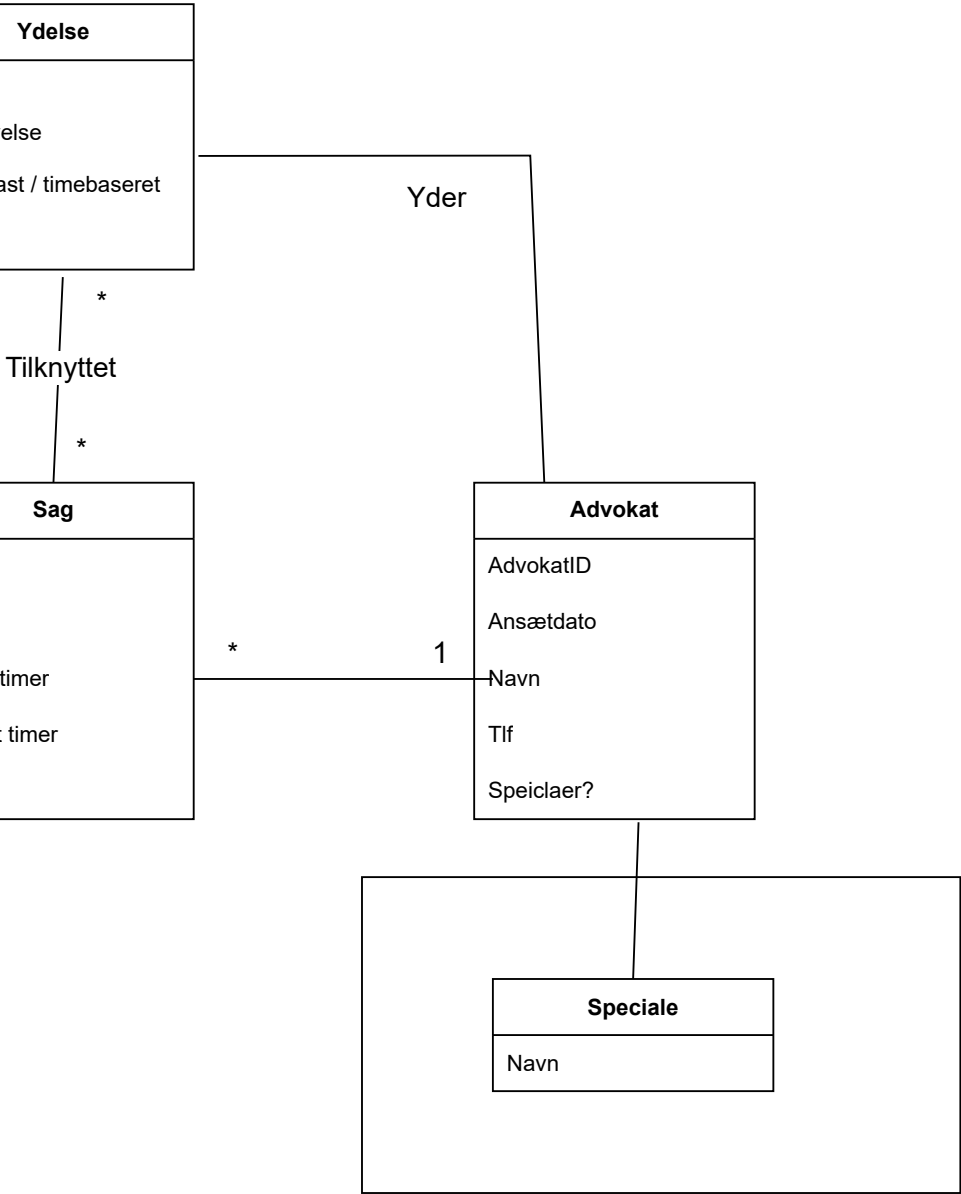 Ydelse
else
ast / timebaseret
Yder
*
Tilknyttet
*
Sag
timer
t timer
*
1
Advokat
AdvokatID
Ansætdato
Navn
Tlf
Speiclaer?
Speciale
Navn